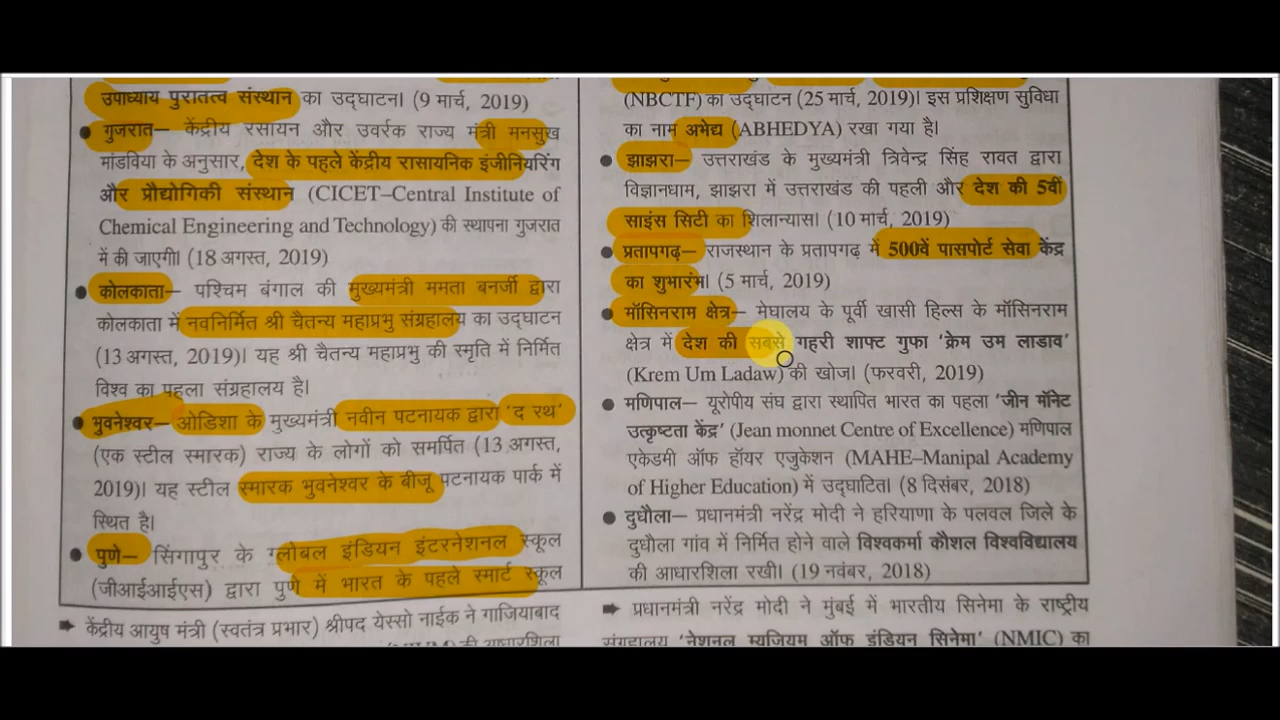 उपाध्याय पुरातत्व संस्थान का उद्घाटन। (9 मार्च, 2019)
● गुजरात– केंद्रीय रसायन और उवर्रक राज्य मंत्री मनसुख
मांडविया के अनुसार, देश के पहले केंद्रीय रासायनिक इंजीनियरिंग
और प्रौद्योगिकी संस्थान (CICET–Central Institute of
Chemical Engineering and Technology) की स्थापना गुजरात
में की जाएगी। (18 अगस्त, 2019)
● कोलकाता– पश्चिम बंगाल की मुख्यमंत्री ममता बनर्जी द्वारा
कोलकाता में नवनिर्मित श्री चैतन्य महाप्रभु संग्रहालय का उद्घाटन
(13 अगस्त, 2019)। यह श्री चैतन्य महाप्रभु की स्मृति में निर्मित
विश्व का पहला संग्रहालय है।
● भुवनेश्वर– ओडिशा के मुख्यमंत्री नवीन पटनायक द्वारा ‘द रथ’
(एक स्टील स्मारक) राज्य के लोगों को समर्पित (13 अगस्त,
2019)। यह स्टील स्मारक भुवनेश्वर के बीजू पटनायक पार्क में
स्थित है।
● पुणे– सिंगापुर के ग्लोबल इंडियन इंटरनेशनल स्कूल
(जीआईआईएस) द्वारा पुणे में भारत के पहले स्मार्ट स्कूल
➡ केंद्रीय आयुष मंत्री (स्वतंत्र प्रभार) श्रीपद येस्सो नाईक ने गाजियाबाद
की आधारशिला
(NBCTF) का उद्घाटन (25 मार्च, 2019)। इस प्रशिक्षण सुविधा
का नाम अभेद्य (ABHEDYA) रखा गया है।
● झाझरा– उत्तराखंड के मुख्यमंत्री त्रिवेन्द्र सिंह रावत द्वारा
विज्ञानधाम, झाझरा में उत्तराखंड की पहली और देश की 5वीं
साइंस सिटी का शिलान्यास। (10 मार्च, 2019)
● प्रतापगढ़– राजस्थान के प्रतापगढ़ में 500वें पासपोर्ट सेवा केंद्र
का शुभारंभ। (5 मार्च, 2019)
● मॉसिनराम क्षेत्र– मेघालय के पूर्वी खासी हिल्स के मॉसिनराम
क्षेत्र में देश की सबसे गहरी शाफ्ट गुफा ‘क्रेम उम लाडाव’
(Krem Um Ladaw) की खोज। (फरवरी, 2019)
● मणिपाल– यूरोपीय संघ द्वारा स्थापित भारत का पहला ‘जीन मॉनेट
उत्कृष्टता केंद्र’ (Jean monnet Centre of Excellence) मणिपाल
एकेडमी ऑफ हॉयर एजुकेशन (MAHE–Manipal Academy
of Higher Education) में उद्घाटित। (8 दिसंबर, 2018)
● दुधौला– प्रधानमंत्री नरेंद्र मोदी ने हरियाणा के पलवल जिले के
दुधौला गांव में निर्मित होने वाले विश्वकर्मा कौशल विश्वविद्यालय
की आधारशिला रखी। (19 नवंबर, 2018)
➡ प्रधानमंत्री नरेंद्र मोदी ने मुंबई में भारतीय सिनेमा के राष्ट्रीय
संग्रहालय ‘नेशनल म्यूजियम ऑफ इंडियन सिनेमा’ (NMIC) का